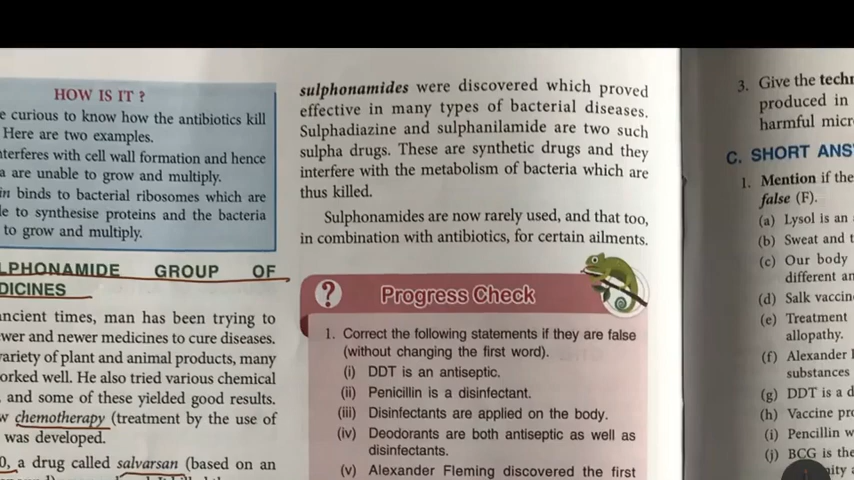 HOW IS IT ?
e curious to know how the antibiotics kill
Here are two examples.
nterferes with cell wall formation and hence
a are unable to grow and multiply.
in binds to bacterial ribosomes which are
le to synthesise proteins and the bacteria
to grow and multiply.
LPHONAMIDE GROUP OF
DICINES
ancient times, man has been trying to
wer and newer medicines to cure diseases.
variety of plant and animal products, many
orked well. He also tried various chemical
, and some of these yielded good results.
w chemotherapy (treatment by the use of
was developed.
0, a drug called salvarsan (based on an
sulphonamides were discovered which proved
effective in many types of bacterial diseases.
Sulphadiazine and sulphanilamide are two such
sulpha drugs. These are synthetic drugs and they
interfere with the metabolism of bacteria which are
thus killed.
Sulphonamides are now rarely used, and that too,
in combination with antibiotics, for certain ailments.
? Progress Check
1. Correct the following statements if they are false
(without changing the first word).
(i) DDT is an antiseptic.
(ii) Penicillin is a disinfectant.
(iii) Disinfectants are applied on the body.
(iv) Deodorants are both antiseptic as well as
disinfectants.
(v) Alexander Fleming discovered the first
3. Give the techn
produced in
harmful micr
C. SHORT ANS
1. Mention if the
false (F).
(a) Lysol is an
(b) Sweat and t
(c) Our body
different an
(d) Salk vaccin
(e) Treatment
allopathy.
(f) Alexander
substances
(g) DDT is a d
(h) Vaccine pro
(i) Pencillin w
(j) BCG is the